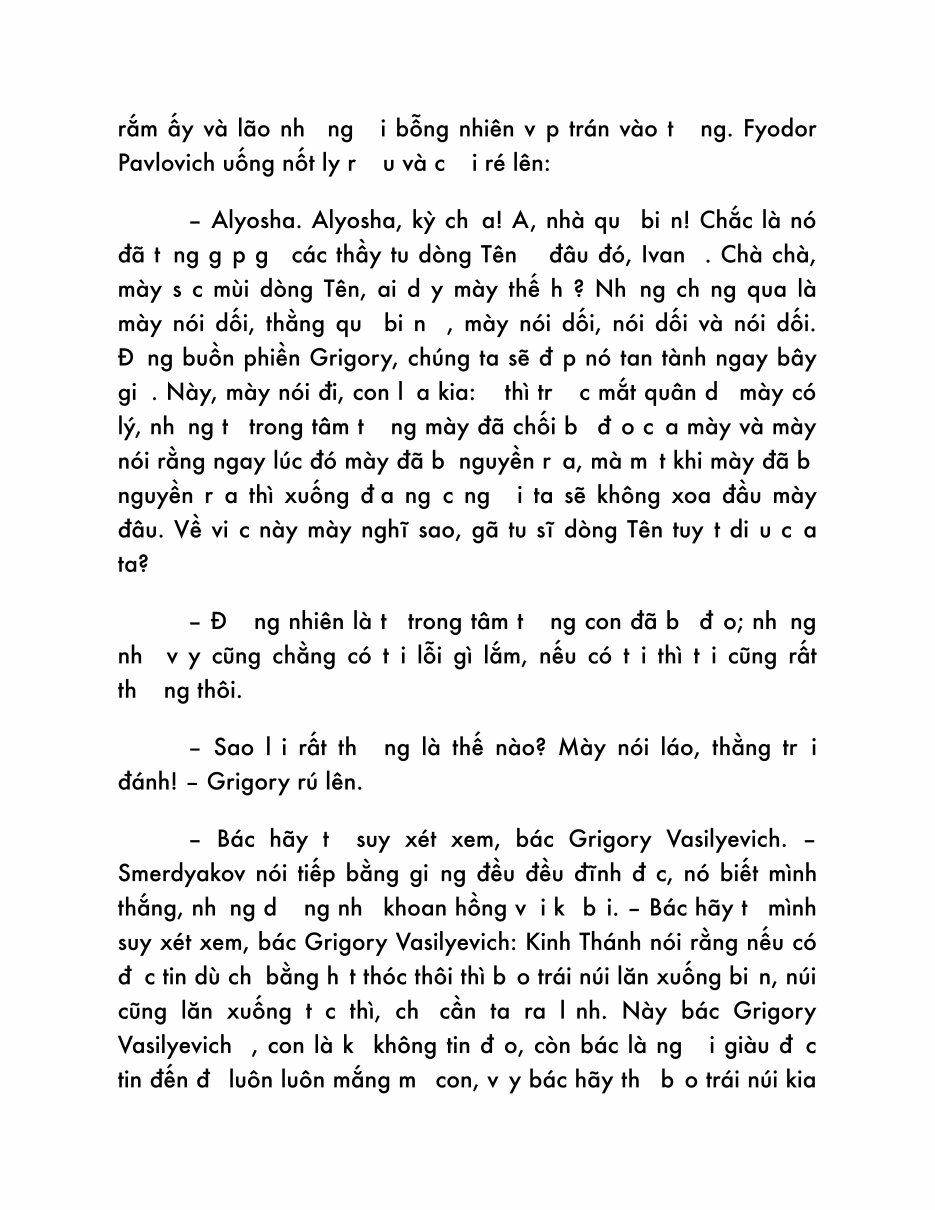 rắm ấy và lão nh ng i bỗng nhiên v p trán vào t ng. Fyodor
Pavlovich uống nốt ly r u và c i ré lên:
– Alyosha. Alyosha, kỳ ch a! A, nhà qu bi n! Chắc là nó
đã t ng g p g các thầy tu dòng Tên đâu đó, Ivan . Chà chà,
mày s c mùi dòng Tên, ai d y mày thế h ? Nh ng ch ng qua là
mày nói dối, thằng qu bi n , mày nói dối, nói dối và nói dối.
Đ ng buồn phiền Grigory, chúng ta sẽ đ p nó tan tành ngay bây
gi . Này, mày nói đi, con l a kia: thì tr c mắt quân d mày có
lý, nh ng t trong tâm t ng mày đã chối b đ o c a mày và mày
nói rằng ngay lúc đó mày đã b nguyền r a, mà m t khi mày đã b
nguyền r a thì xuống đ a ng c ng i ta sẽ không xoa đầu mày
đâu. Về vi c này mày nghĩ sao, gã tu sĩ dòng Tên tuy t di u c a
ta?
– Đ ng nhiên là t trong tâm t ng con đã b đ o; nh ng
nh v y cũng chằng có t i lỗi gì lắm, nếu có t i thì t i cũng rất
th ng thôi.
– Sao l i rất th ng là thế nào? Mày nói láo, thằng tr i
đánh! – Grigory rú lên.
– Bác hãy t suy xét xem, bác Grigory Vasilyevich. –
Smerdyakov nói tiếp bằng gi ng đều đều đĩnh đ c, nó biết mình
thắng, nh ng d ng nh khoan hồng v i k b i. – Bác hãy t mình
suy xét xem, bác Grigory Vasilyevich: Kinh Thánh nói rằng nếu có
đ c tin dù ch bằng h t thóc thôi thì b o trái núi lăn xuống bi n, núi
cũng lăn xuống t c thì, ch cần ta ra l nh. Này bác Grigory
Vasilyevich , con là k không tin đ o, còn bác là ng i giàu đ c
tin đến đ luôn luôn mắng m con, v y bác hãy th b o trái núi kia